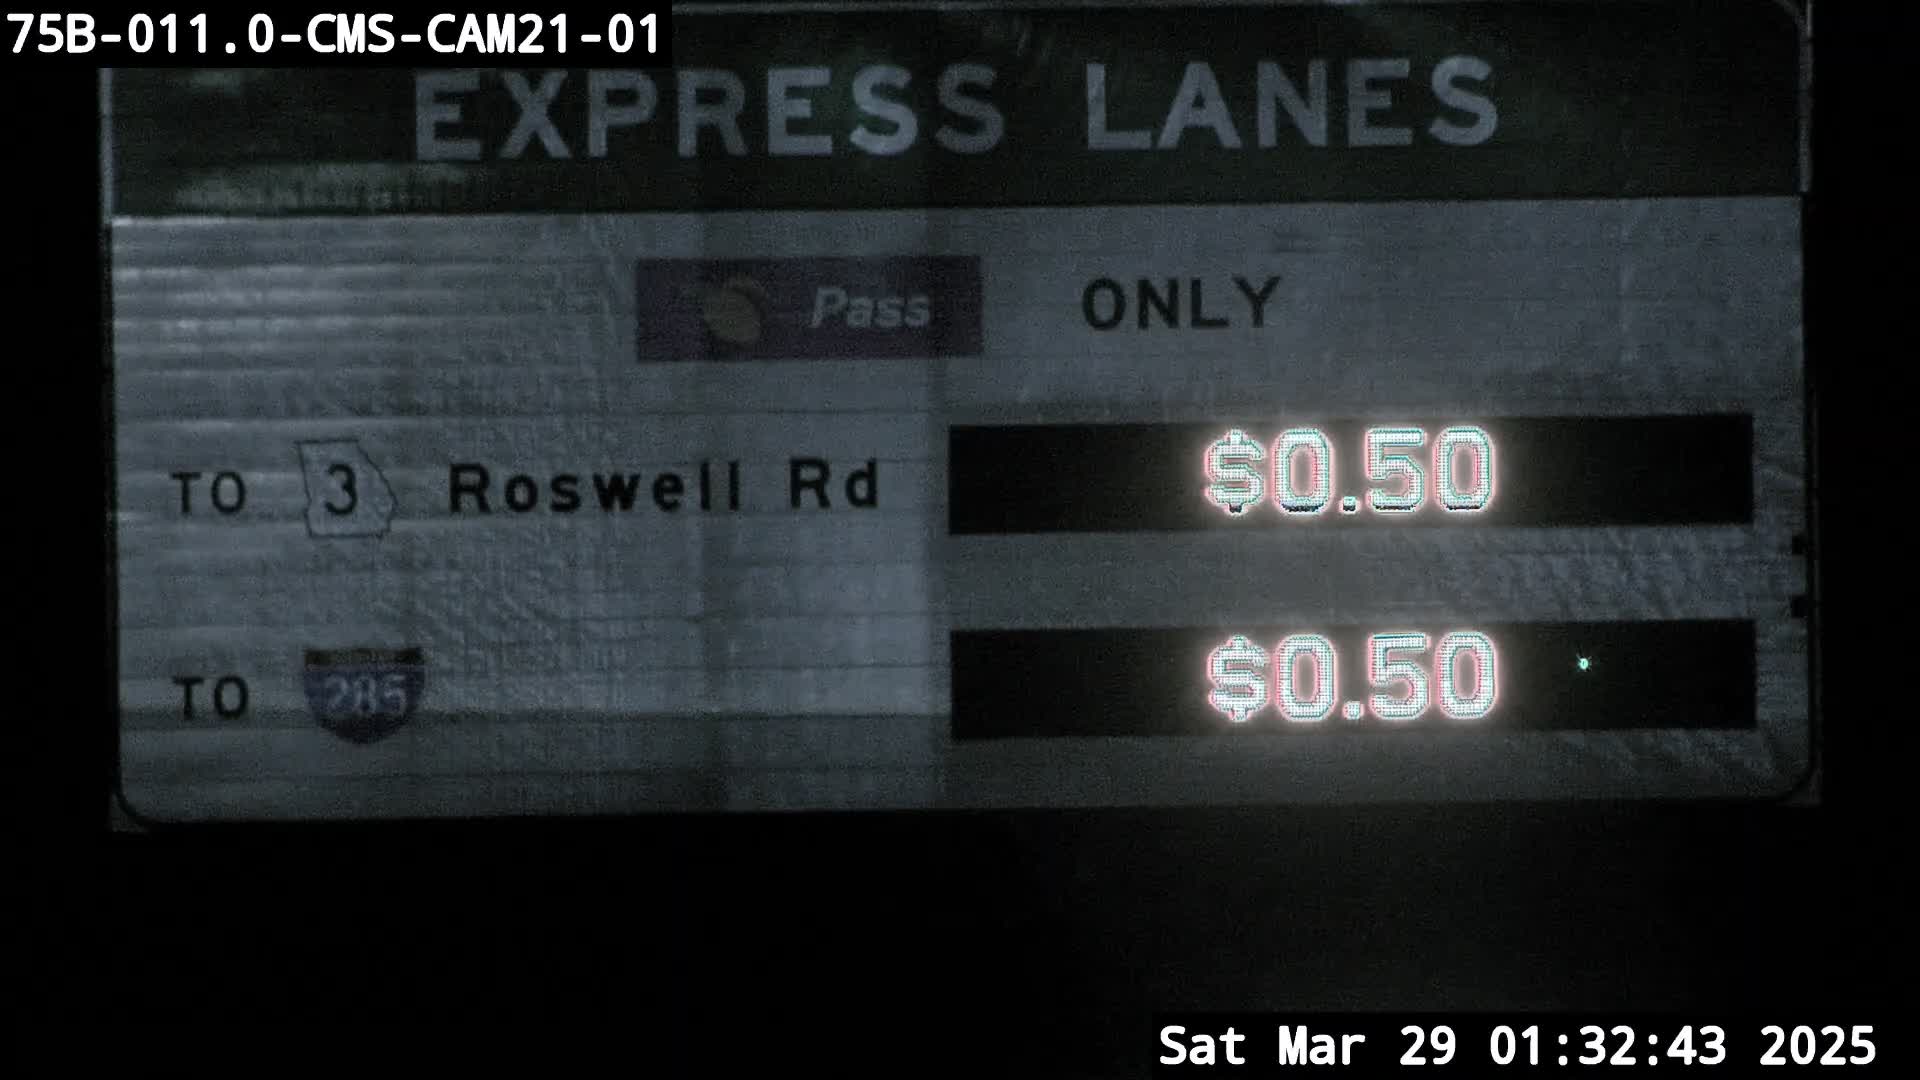 75B-011.0-CMS-CAM21-01
EXPRESS LANES
Pass ONLY
TO 3 Roswell Rd $0.50
TO 285 $0.50
Sat Mar 29 01:32:43 2025